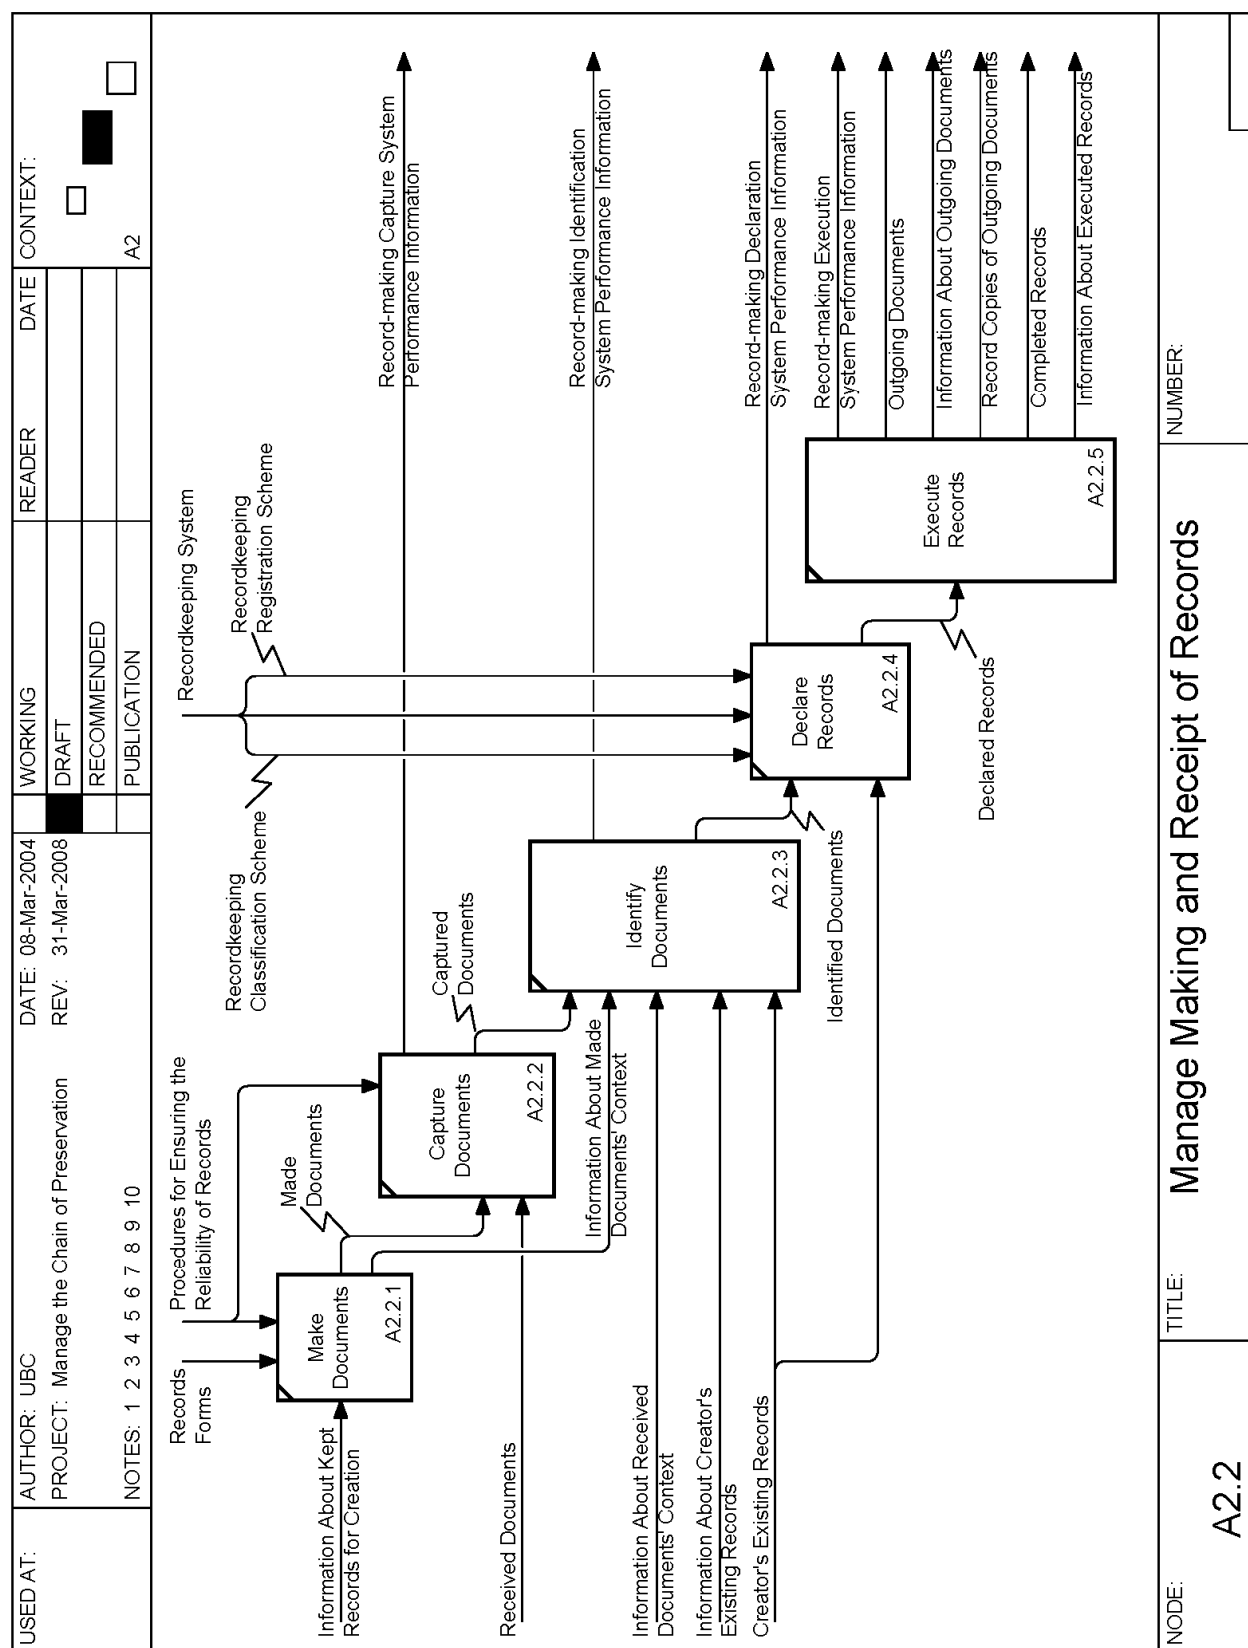 USED AT:
AUTHOR: UBC
PROJECT: Manage the Chain of Preservation
NOTES: 1 2 3 4 5 6 7 8 9 10
DATE: 08-Mar-2004
REV: 31-Mar-2008
WORKING
DRAFT
RECOMMENDED
PUBLICATION
READER
DATE
CONTEXT:
A2
Records
Forms
Procedures for Ensuring the
Reliability of Records
Recordkeeping System
Recordkeeping
Classification Scheme
Recordkeeping
Registration Scheme
Information About Kept
Records for Creation
Make
Documents
A2.2.1
Made
Documents
Received Documents
Capture
Documents
A2.2.2
Captured
Documents
Record-making Capture System
Performance Information
Information About Made
Documents' Context
Information About Received
Documents' Context
Information About Creator's
Existing Records
Creator's Existing Records
Identify
Documents
A2.2.3
Identified Documents
Record-making Identification
System Performance Information
Declare
Records
A2.2.4
Declared Records
Record-making Declaration
System Performance Information
Execute
Records
A2.2.5
Record-making Execution
System Performance Information
Outgoing Documents
Information About Outgoing Documents
Record Copies of Outgoing Documents
Completed Records
Information About Executed Records
NODE:
A2.2
TITLE:
Manage Making and Receipt of Records
NUMBER: